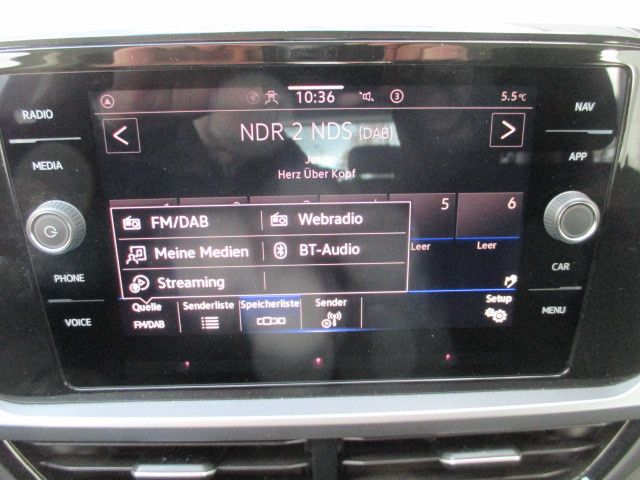 RADIO
MEDIA
PHONE
VOICE
NAV
APP
CAR
MENU
10:36
3
5.5°C
NDR 2 NDS (DAB)
Herz Über Kopf
5
6
Leer
Leer
FM/DAB
Webradio
Meine Medien
BT-Audio
Streaming
Quelle
FM/DAB
Senderliste
Speicherliste
Sender
Setup